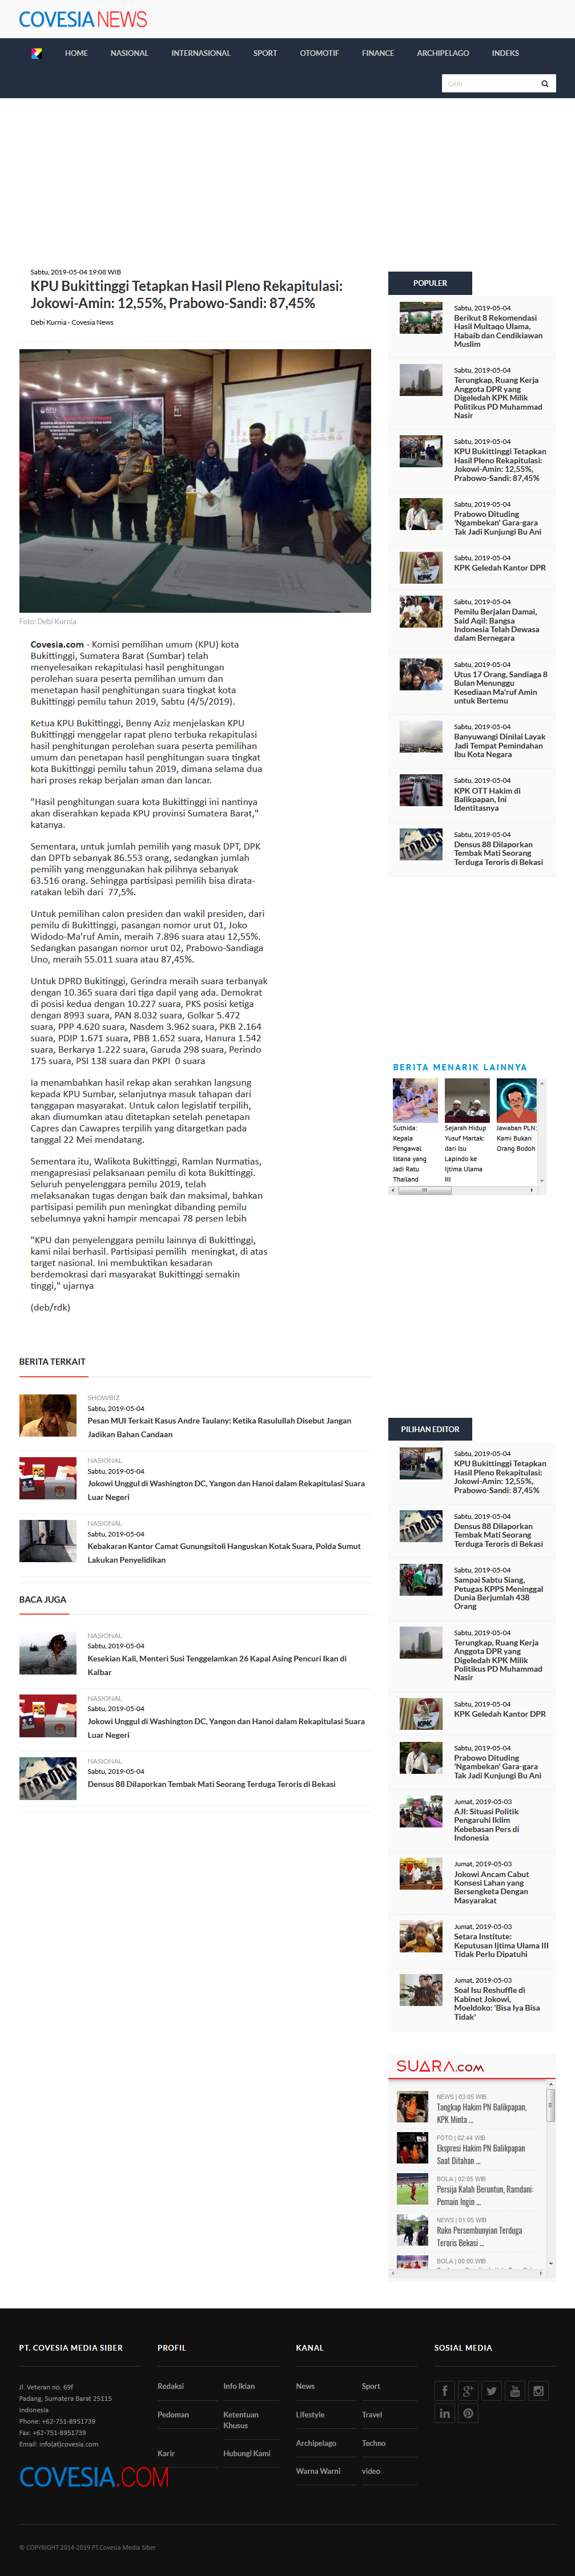 COVESIA NEWS
HOME NASIONAL INTERNASIONAL SPORT OTOMOTIF FINANCE ARCHIPELAGO INDEKS
CARI
Sabtu, 2019-05-04 19:08 WIB
KPU Bukittinggi Tetapkan Hasil Pleno Rekapitulasi:
Jokowi-Amin: 12,55%, Prabowo-Sandi: 87,45%
Debi Kurnia - Covesia News
Foto: Debi Kurnia
Covesia.com - Komisi pemilihan umum (KPU) kota
Bukittinggi, Sumatera Barat (Sumbar) telah
menyelesaikan rekapitulasi hasil penghitungan
perolehan suara peserta pemilihan umum dan
menetapan hasil penghitungan suara tingkat kota
Bukittinggi pemilu tahun 2019, Sabtu (4/5/2019).
Ketua KPU Bukittinggi, Benny Aziz menjelaskan KPU
Bukittinggi menggelar rapat pleno terbuka rekapitulasi
hasil penghitungan perolehan suara peserta pemilihan
umum dan penetapan hasil penghitungan suara tingkat
kota Bukittinggi pemilu tahun 2019, dimana selama dua
hari proses rekap berjalan aman dan lancar.
"Hasil penghitungan suara kota Bukittinggi ini nantinya
akan diserahkan kepada KPU provinsi Sumatera Barat,"
katanya.
Sementara, untuk jumlah pemilih yang masuk DPT, DPK
dan DPTb sebanyak 86.553 orang, sedangkan jumlah
pemilih yang menggunakan hak pilihnya sebanyak
63.516 orang. Sehingga partisipasi pemilih bisa dirata-
ratakan lebih dari 77,5%.
Untuk pemilihan calon presiden dan wakil presiden, dari
pemilu di Bukittinggi, pasangan nomor urut 01, Joko
Widodo-Ma'ruf Amin, meraih 7.896 suara atau 12,55%.
Sedangkan pasangan nomor urut 02, Prabowo-Sandiaga
Uno, meraih 55.011 suara atau 87,45%.
Untuk DPRD Bukitinggi, Gerindra meraih suara terbanyak
dengan 10.365 suara dari tiga dapil yang ada. Demokrat
di posisi kedua dengan 10.227 suara, PKS posisi ketiga
dengan 8993 suara, PAN 8.032 suara, Golkar 5.472
suara, PPP 4.620 suara, Nasdem 3.962 suara, PKB 2.164
suara, PDIP 1.671 suara, PBB 1.652 suara, Hanura 1.542
suara, Berkarya 1.222 suara, Garuda 298 suara, Perindo
175 suara, PSI 138 suara dan PKPI 0 suara
Ia menambahkan hasil rekap akan serahkan langsung
kepada KPU Sumbar, selanjutnya masuk tahapan dari
tanggapan masyarakat. Untuk calon legislatif terpilih,
akan diumumkan atau ditetapkan setelah penetapan
Capres dan Cawapres terpilih yang ditargetkan pada
tanggal 22 Mei mendatang.
Sementara itu, Walikota Bukittinggi, Ramlan Nurmatias,
mengapresiasi pelaksanaan pemilu di kota Bukittinggi.
Seluruh penyelenggara pemilu 2019, telah
melaksanakan tugas dengan baik dan maksimal, bahkan
partisipasi pemilih pun meningkat dibanding pemilu
sebelumnya yakni hampir mencapai 78 persen lebih
"KPU dan penyelenggara pemilu lainnya di Bukittinggi,
kami nilai berhasil. Partisipasi pemilih meningkat, di atas
target nasional. Ini membuktikan kesadaran
berdemokrasi dari masyarakat Bukittinggi semakin
tinggi," ujarnya
(deb/rdk)
BERITA TERKAIT
SHOWBIZ
Sabtu, 2019-05-04
Pesan MUI Terkait Kasus Andre Taulany: Ketika Rasulullah Disebut Jangan
Jadikan Bahan Candaan
NASIONAL
Sabtu, 2019-05-04
Jokowi Unggul di Washington DC, Yangon dan Hanoi dalam Rekapitulasi Suara
Luar Negeri
NASIONAL
Sabtu, 2019-05-04
Kebakaran Kantor Camat Gunungsitoli Hanguskan Kotak Suara, Polda Sumut
Lakukan Penyelidikan
BACA JUGA
NASIONAL
Sabtu, 2019-05-04
Kesekian Kali, Menteri Susi Tenggelamkan 26 Kapal Asing Pencuri Ikan di
Kalbar
NASIONAL
Sabtu, 2019-05-04
Jokowi Unggul di Washington DC, Yangon dan Hanoi dalam Rekapitulasi Suara
Luar Negeri
NASIONAL
Sabtu, 2019-05-04
Densus 88 Dilaporkan Tembak Mati Seorang Terduga Teroris di Bekasi
POPULER
Sabtu, 2019-05-04
Berikut 8 Rekomendasi
Hasil Multaqo Ulama,
Habaib dan Cendikiawan
Muslim
Sabtu, 2019-05-04
Terungkap, Ruang Kerja
Anggota DPR yang
Digeledah KPK Milik
Politikus PD Muhammad
Nasir
Sabtu, 2019-05-04
KPU Bukittinggi Tetapkan
Hasil Pleno Rekapitulasi:
Jokowi-Amin: 12,55%,
Prabowo-Sandi: 87,45%
Sabtu, 2019-05-04
Prabowo Dituding
'Ngambekan' Gara-gara
Tak Jadi Kunjungi Bu Ani
Sabtu, 2019-05-04
KPK Geledah Kantor DPR
Sabtu, 2019-05-04
Pemilu Berjalan Damai,
Said Aqil: Bangsa
Indonesia Telah Dewasa
dalam Bernegara
Sabtu, 2019-05-04
Utus 17 Orang, Sandiaga 8
Bulan Menunggu
Kesediaan Ma'ruf Amin
untuk Bertemu
Sabtu, 2019-05-04
Banyuwangi Dinilai Layak
Jadi Tempat Pemindahan
Ibu Kota Negara
Sabtu, 2019-05-04
KPK OTT Hakim di
Balikpapan, Ini
Identitasnya
Sabtu, 2019-05-04
Densus 88 Dilaporkan
Tembak Mati Seorang
Terduga Teroris di Bekasi
BERITA MENARIK LAINNYA
Suthida:
Kepala
Pengawal
Istana yang
Jadi Ratu
Thailand
Sejarah Hidup
Yusuf Martak:
dari Isu
Lapindo ke
Ijtima Ulama
III
Jawaban PLN:
Kami Bukan
Orang Bodoh
PILIHAN EDITOR
Sabtu, 2019-05-04
KPU Bukittinggi Tetapkan
Hasil Pleno Rekapitulasi:
Jokowi-Amin: 12,55%,
Prabowo-Sandi: 87,45%
Sabtu, 2019-05-04
Densus 88 Dilaporkan
Tembak Mati Seorang
Terduga Teroris di Bekasi
Sabtu, 2019-05-04
Sampai Sabtu Siang,
Petugas KPPS Meninggal
Dunia Berjumlah 438
Orang
Sabtu, 2019-05-04
Terungkap, Ruang Kerja
Anggota DPR yang
Digeledah KPK Milik
Politikus PD Muhammad
Nasir
Sabtu, 2019-05-04
KPK Geledah Kantor DPR
Sabtu, 2019-05-04
Prabowo Dituding
'Ngambekan' Gara-gara
Tak Jadi Kunjungi Bu Ani
Jumat, 2019-05-03
AJI: Situasi Politik
Pengaruhi Iklim
Kebebasan Pers di
Indonesia
Jumat, 2019-05-03
Jokowi Ancam Cabut
Konsesi Lahan yang
Bersengketa Dengan
Masyarakat
Jumat, 2019-05-03
Setara Institute:
Keputusan Ijtima Ulama III
Tidak Perlu Dipatuhi
Jumat, 2019-05-03
Soal Isu Reshuffle di
Kabinet Jokowi,
Moeldoko: 'Bisa Iya Bisa
Tidak'
SUARA.com
NEWS | 03:05 WIB
Tangkap Hakim PN Balikpapan,
KPK Minta ...
FOTO | 02:44 WIB
Ekspresi Hakim PN Balikpapan
Saat Ditahan ...
BOLA | 02:05 WIB
Persija Kalah Beruntun, Ramdani:
Pemain Ingin ...
NEWS | 01:05 WIB
Ruko Persembunyian Terduga
Teroris Bekasi ...
BOLA | 00:00 WIB
PT. COVESIA MEDIA SIBER
Jl. Veteran no. 69f
Padang, Sumatera Barat 25115
Indonesia
Phone: +62-751-8951739
Fax: +62-751-8951739
Email: info(at)covesia.com
COVESIA.COM
PROFIL
Redaksi Info Iklan
Pedoman Ketentuan
Khusus
Karir Hubungi Kami
KANAL
News Sport
Lifestyle Travel
Archipelago Techno
Warna Warni video
SOSIAL MEDIA
© COPYRIGHT 2014-2019 PT.Covesia Media Siber